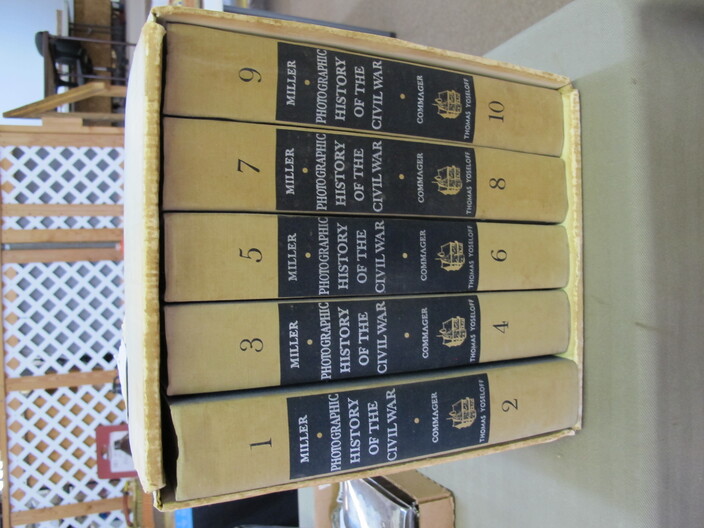 1
MILLER
PHOTOGRAPHIC
HISTORY
OF THE
CIVIL WAR
COMMAGER
THOMAS YOSELOFF
2
3
MILLER
PHOTOGRAPHIC
HISTORY
OF THE
CIVIL WAR
COMMAGER
THOMAS YOSELOFF
4
5
MILLER
PHOTOGRAPHIC
HISTORY
OF THE
CIVIL WAR
COMMAGER
THOMAS YOSELOFF
6
7
MILLER
PHOTOGRAPHIC
HISTORY
OF THE
CIVIL WAR
COMMAGER
THOMAS YOSELOFF
8
9
MILLER
PHOTOGRAPHIC
HISTORY
OF THE
CIVIL WAR
COMMAGER
THOMAS YOSELOFF
10